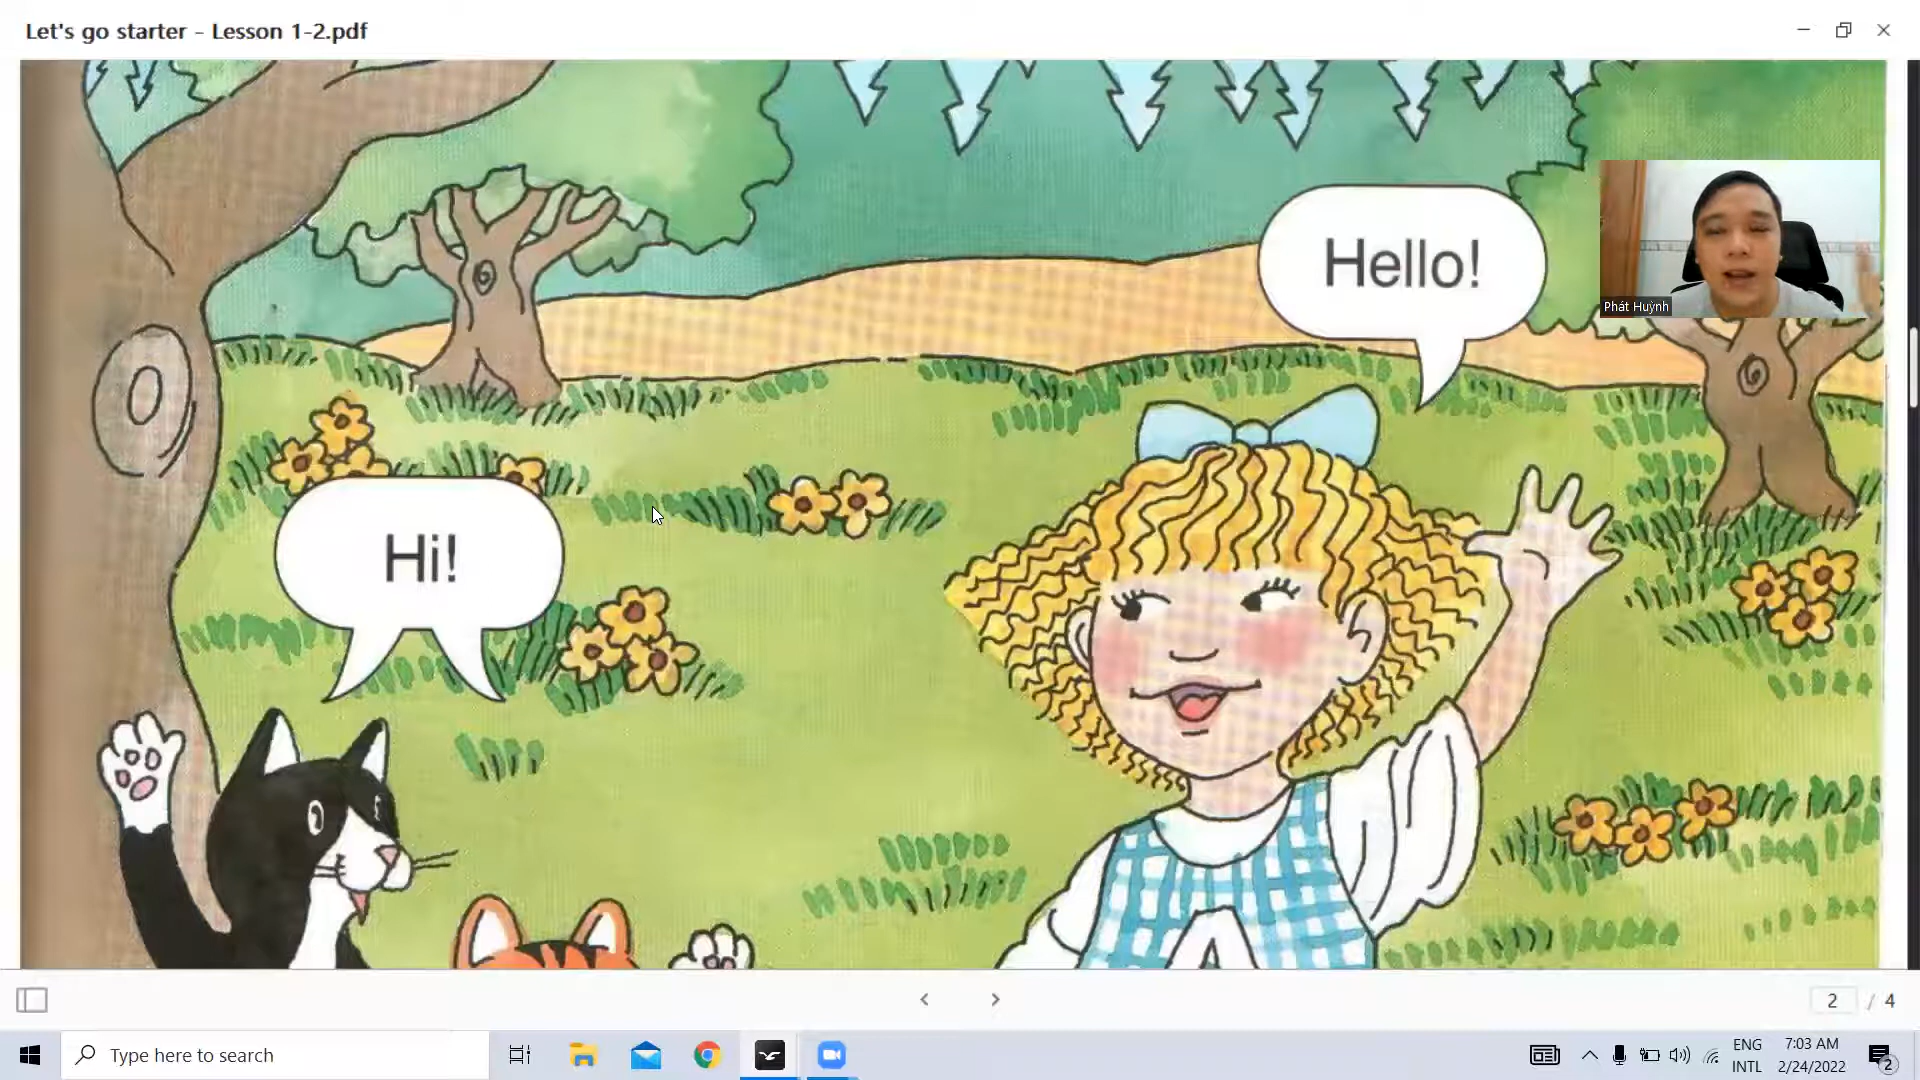 Let's go starter - Lesson 1-2.pdf
Hello!
Phát Huỳnh
Hi!
2 / 4
Type here to search
ENG
INTL
7:03 AM
2/24/2022
2